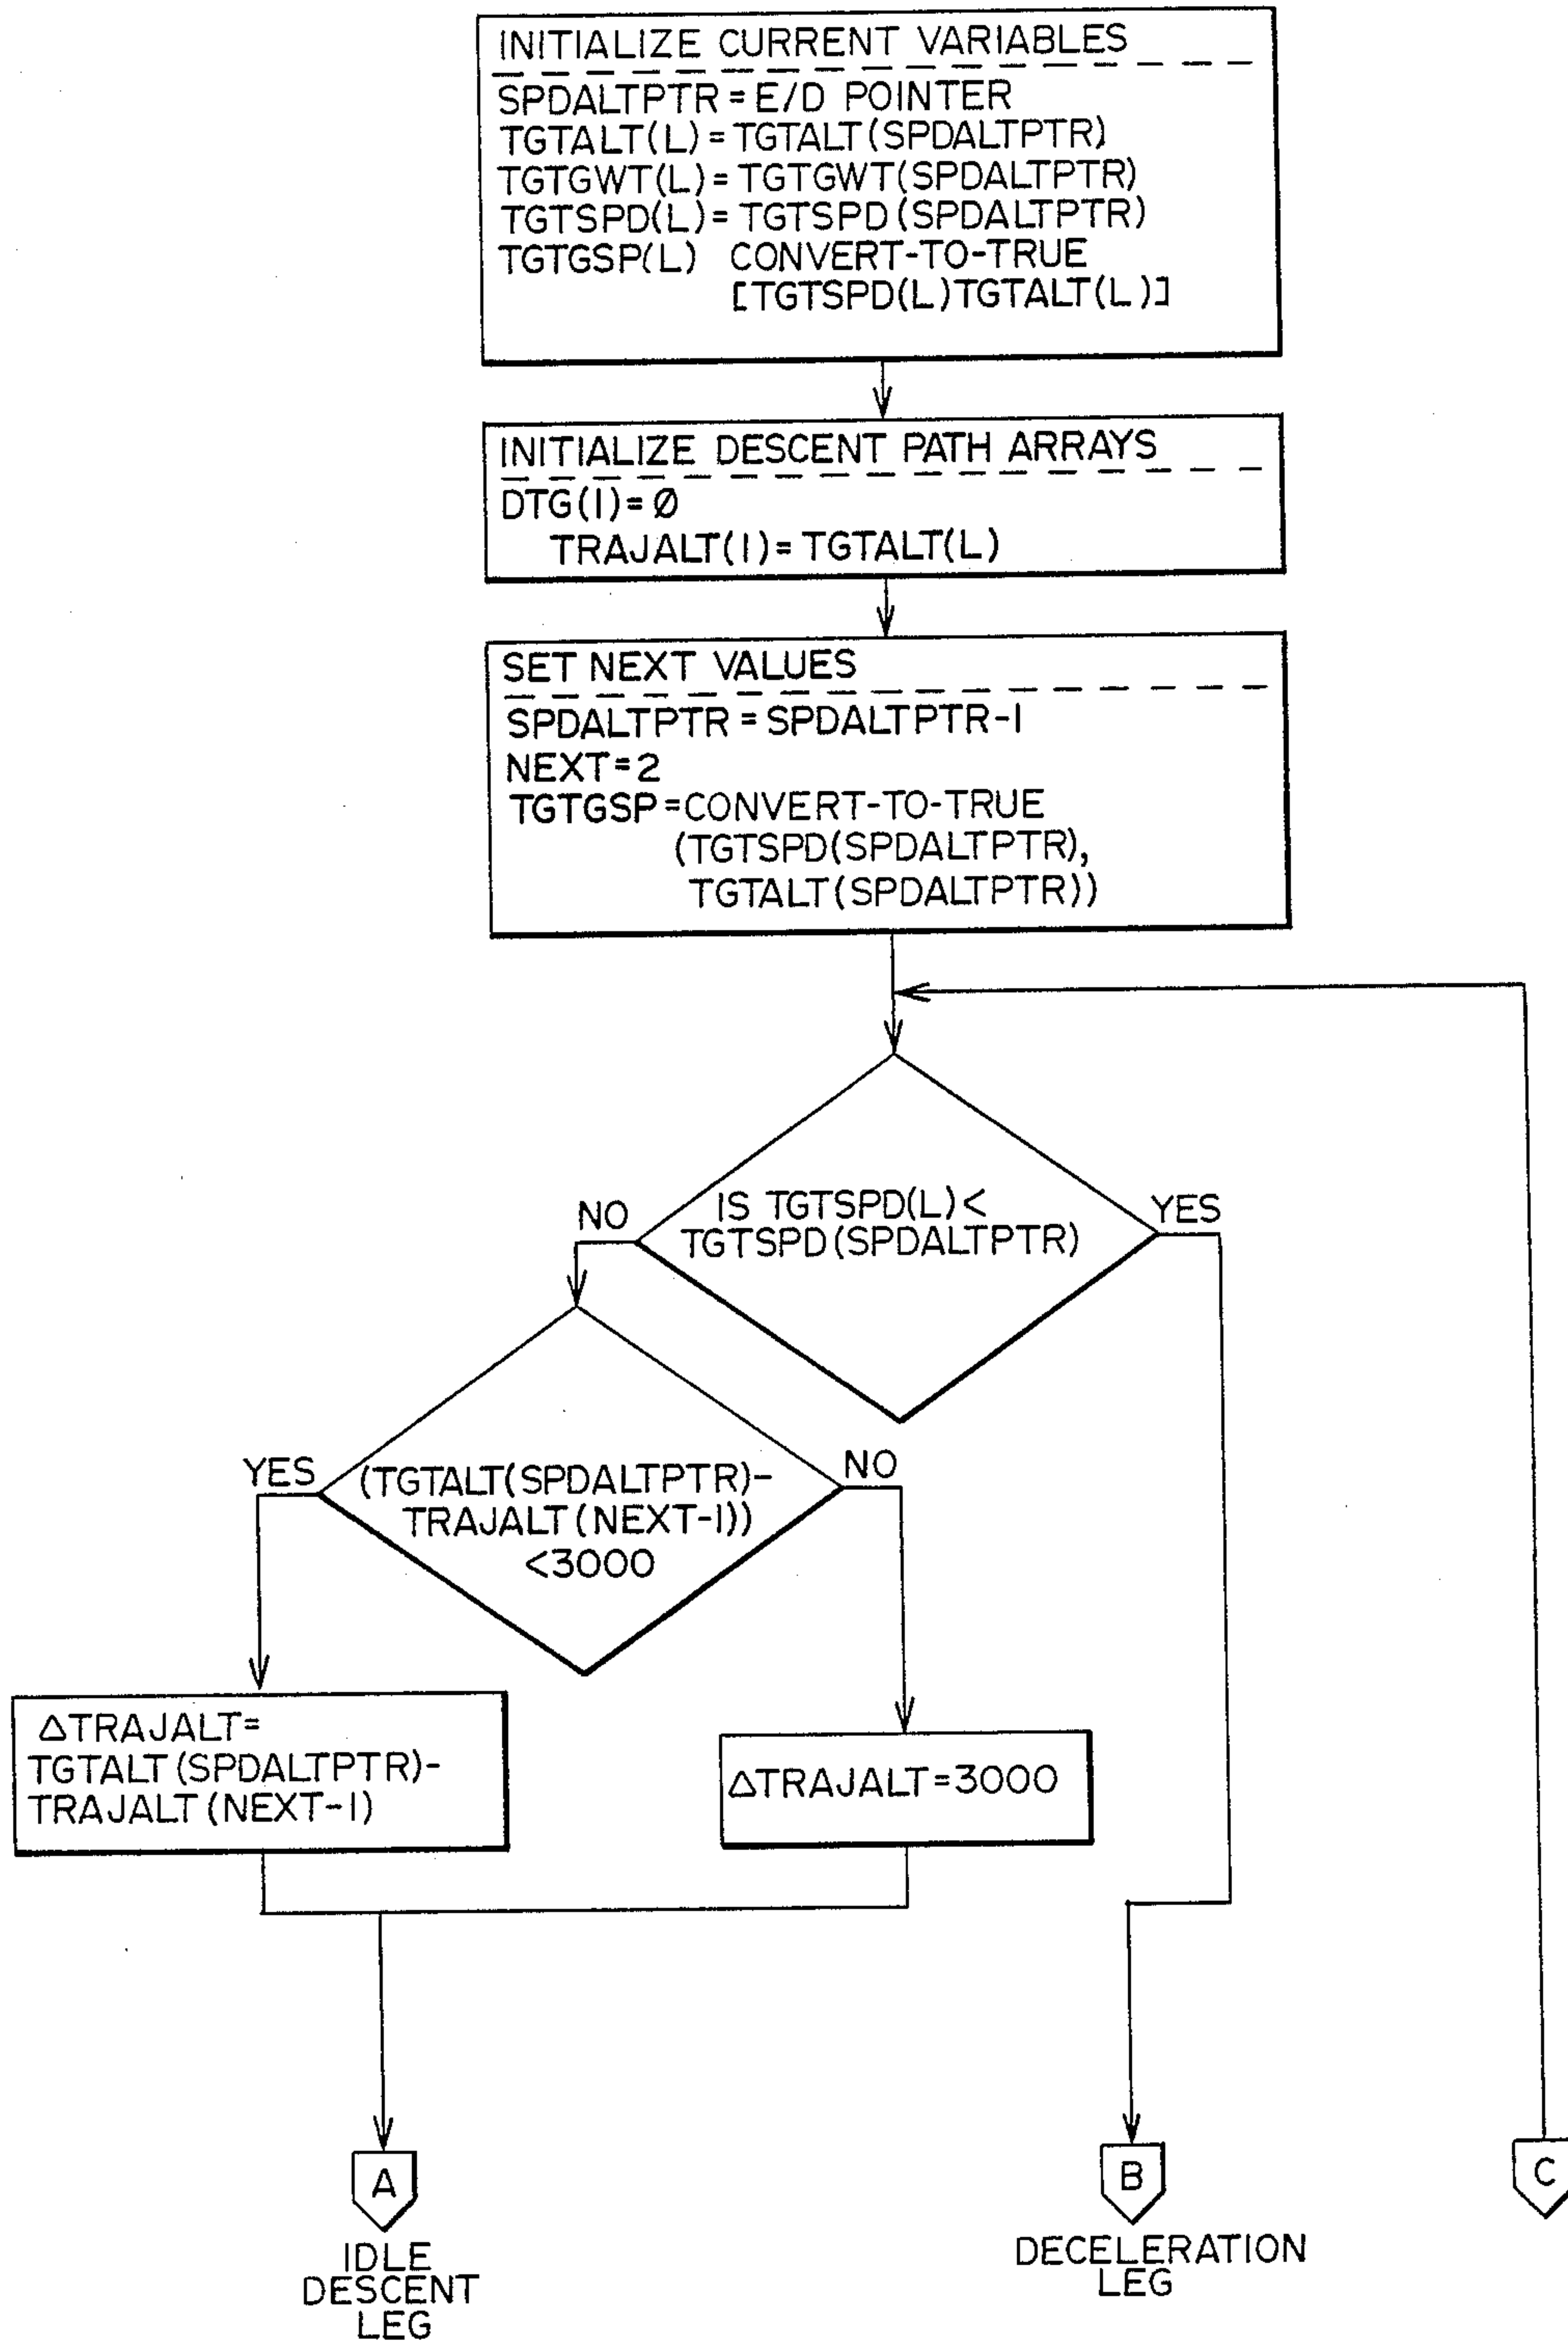 INITIALIZE CURRENT VARIABLES
SPDALTPTR = E/D POINTER
TGTALT(L) = TGTALT(SPDALTPTR)
TGTGWT(L) = TGTGWT(SPDALTPTR)
TGTSPD(L) = TGTSPD(SPDALTPTR)
TGTGSP(L) CONVERT-TO-TRUE
[TGTSPD(L)TGTALT(L)]
INITIALIZE DESCENT PATH ARRAYS
DTG(1)=Ø
TRAJALT(1)=TGTALT(L)
SET NEXT VALUES
SPDALTPTR = SPDALTPTR-1
NEXT=2
TGTGSP=CONVERT-TO-TRUE
(TGTSPD(SPDALTPTR),
TGTALT(SPDALTPTR))
IS TGTSPD(L)<
TGTSPD(SPDALTPTR)
NO
YES
(TGTALT(SPDALTPTR)-
TRAJALT(NEXT-1))
<3000
YES
NO
ΔTRAJALT=
TGTALT(SPDALTPTR)-
TRAJALT(NEXT-1)
ΔTRAJALT=3000
A
IDLE
DESCENT
LEG
B
DECELERATION
LEG
C